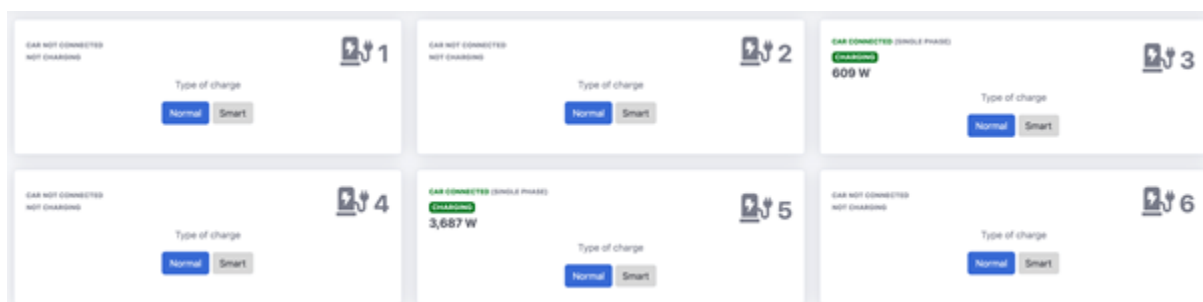 CAR NOT CONNECTED
NOT CHARGING
1
Type of charge
Normal Smart
CAR NOT CONNECTED
NOT CHARGING
2
Type of charge
Normal Smart
CAR CONNECTED (SINGLE PHASE)
CHARGING
609 W
3
Type of charge
Normal Smart
CAR NOT CONNECTED
NOT CHARGING
4
Type of charge
Normal Smart
CAR CONNECTED (SINGLE PHASE)
CHARGING
3,687 W
5
Type of charge
Normal Smart
CAR NOT CONNECTED
NOT CHARGING
6
Type of charge
Normal Smart